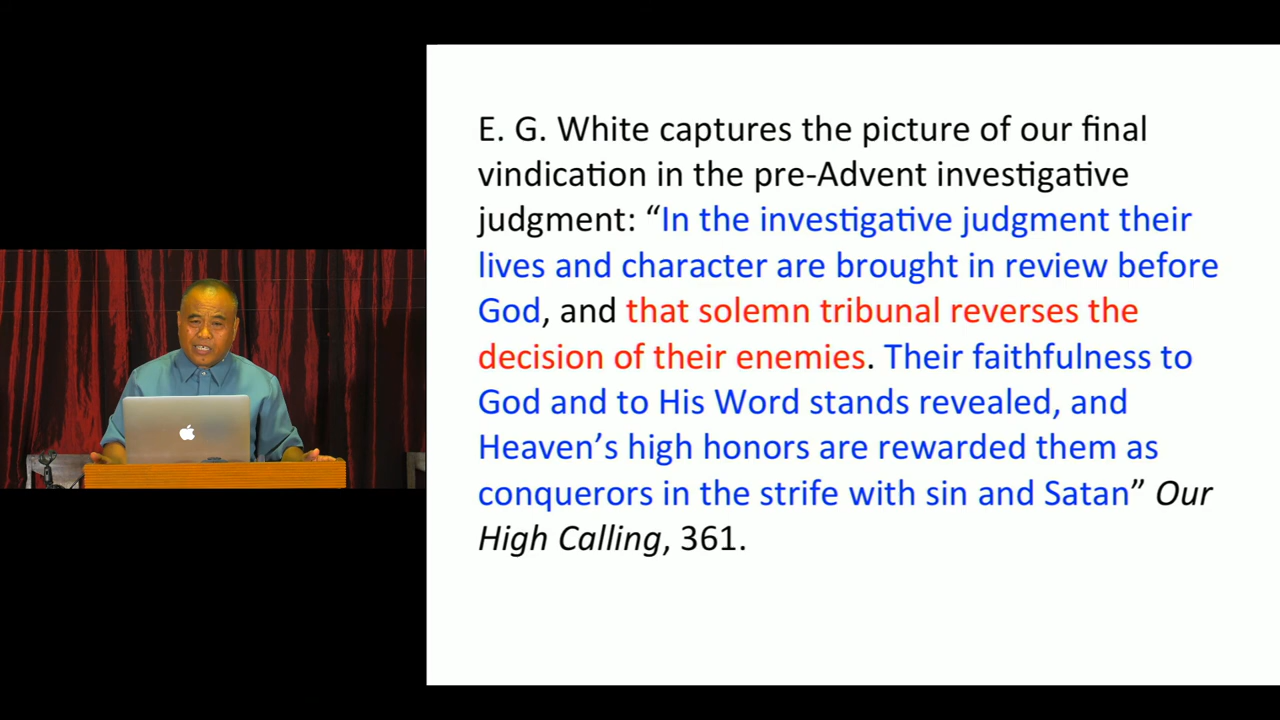 E. G. White captures the picture of our final
vindication in the pre-Advent investigative
judgment: “In the investigative judgment their
lives and character are brought in review before
God, and that solemn tribunal reverses the
decision of their enemies. Their faithfulness to
God and to His Word stands revealed, and
Heaven’s high honors are rewarded them as
conquerors in the strife with sin and Satan” Our
High Calling, 361.